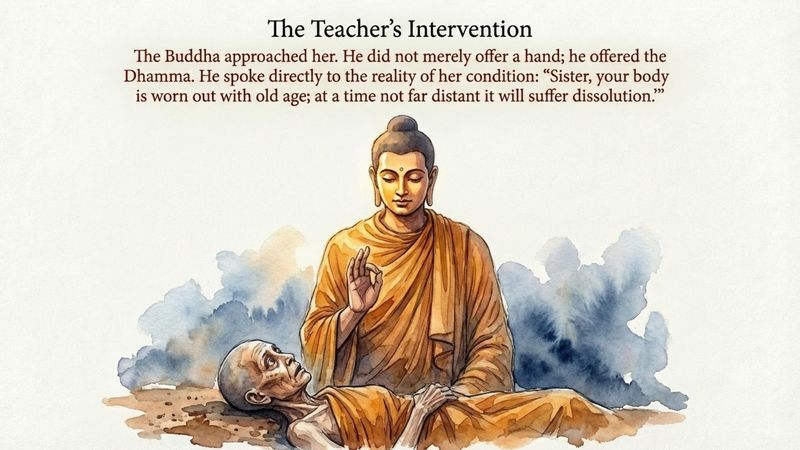 The Teacher’s Intervention
The Buddha approached her. He did not merely offer a hand; he offered the
Dhamma. He spoke directly to the reality of her condition: “Sister, your body
is worn out with old age; at a time not far distant it will suffer dissolution.’”